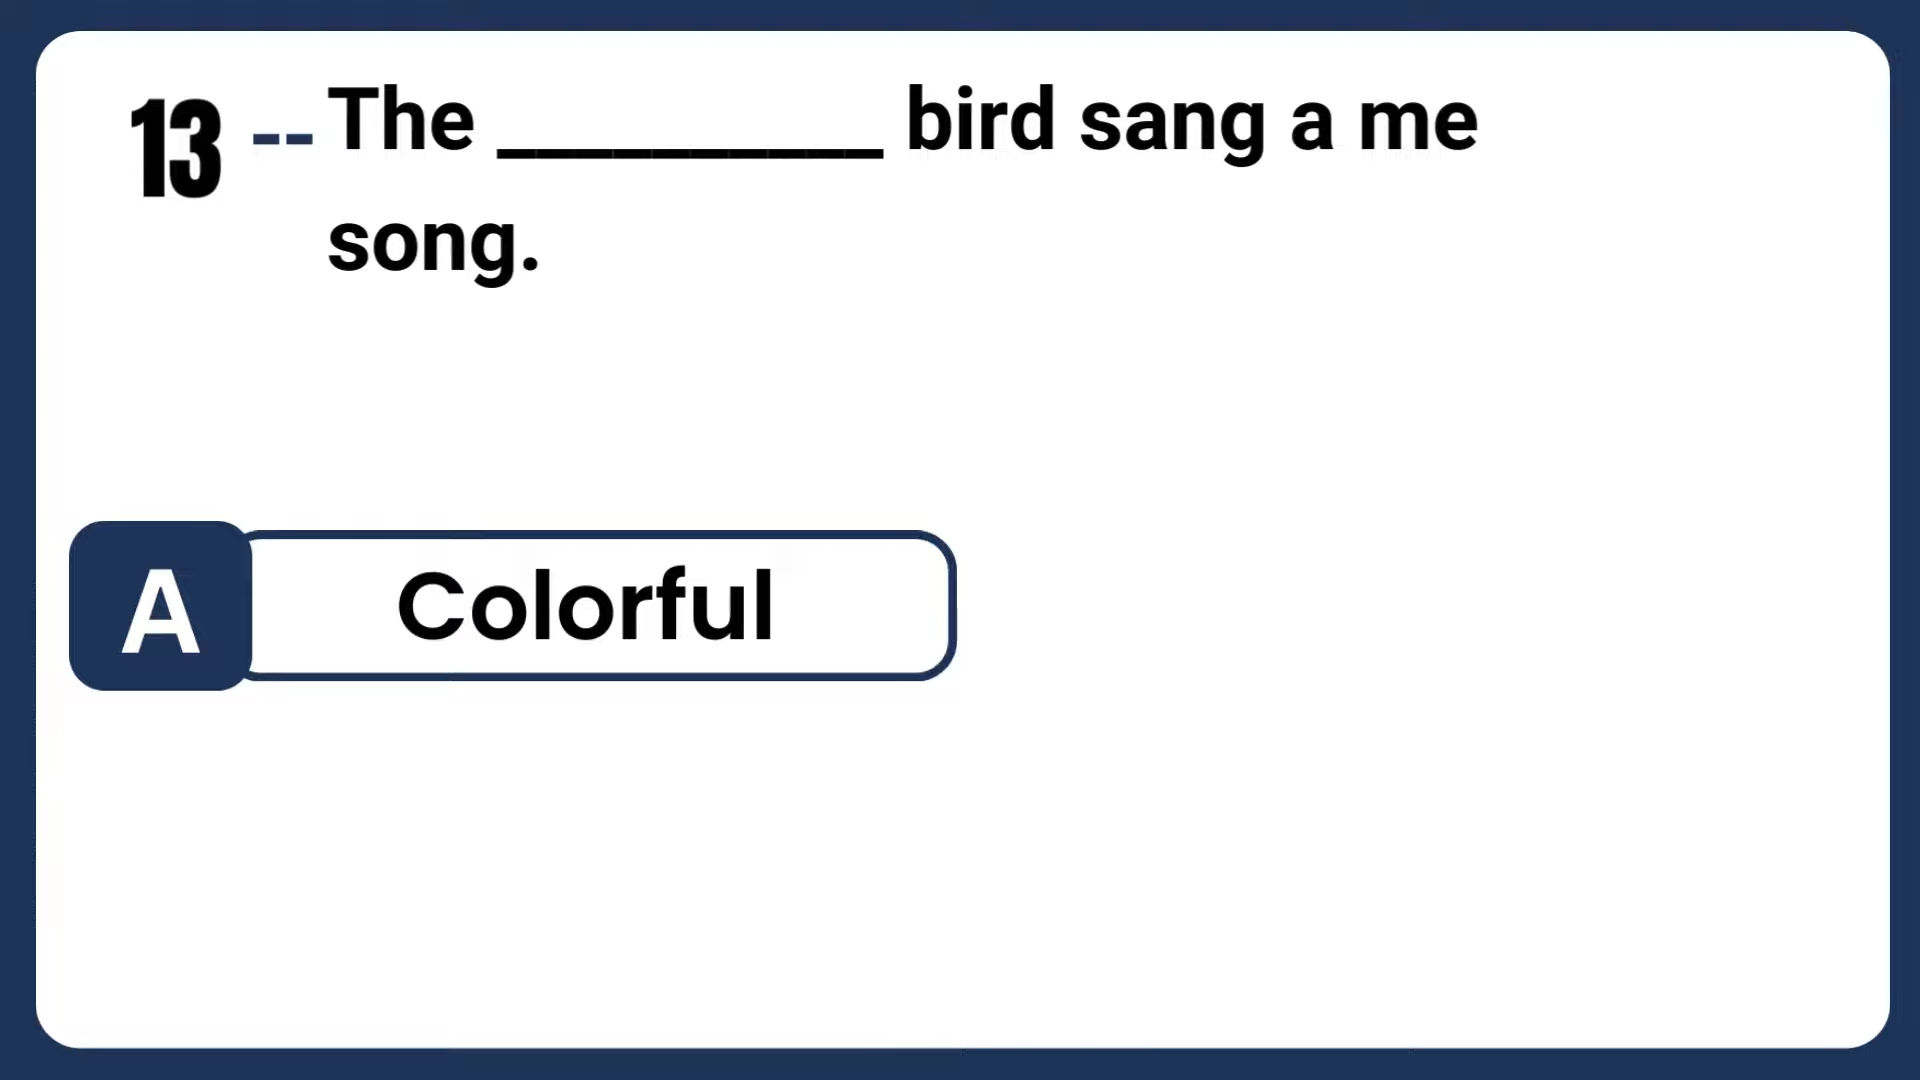 13 -- The __________ bird sang a me
song.
A Colorful